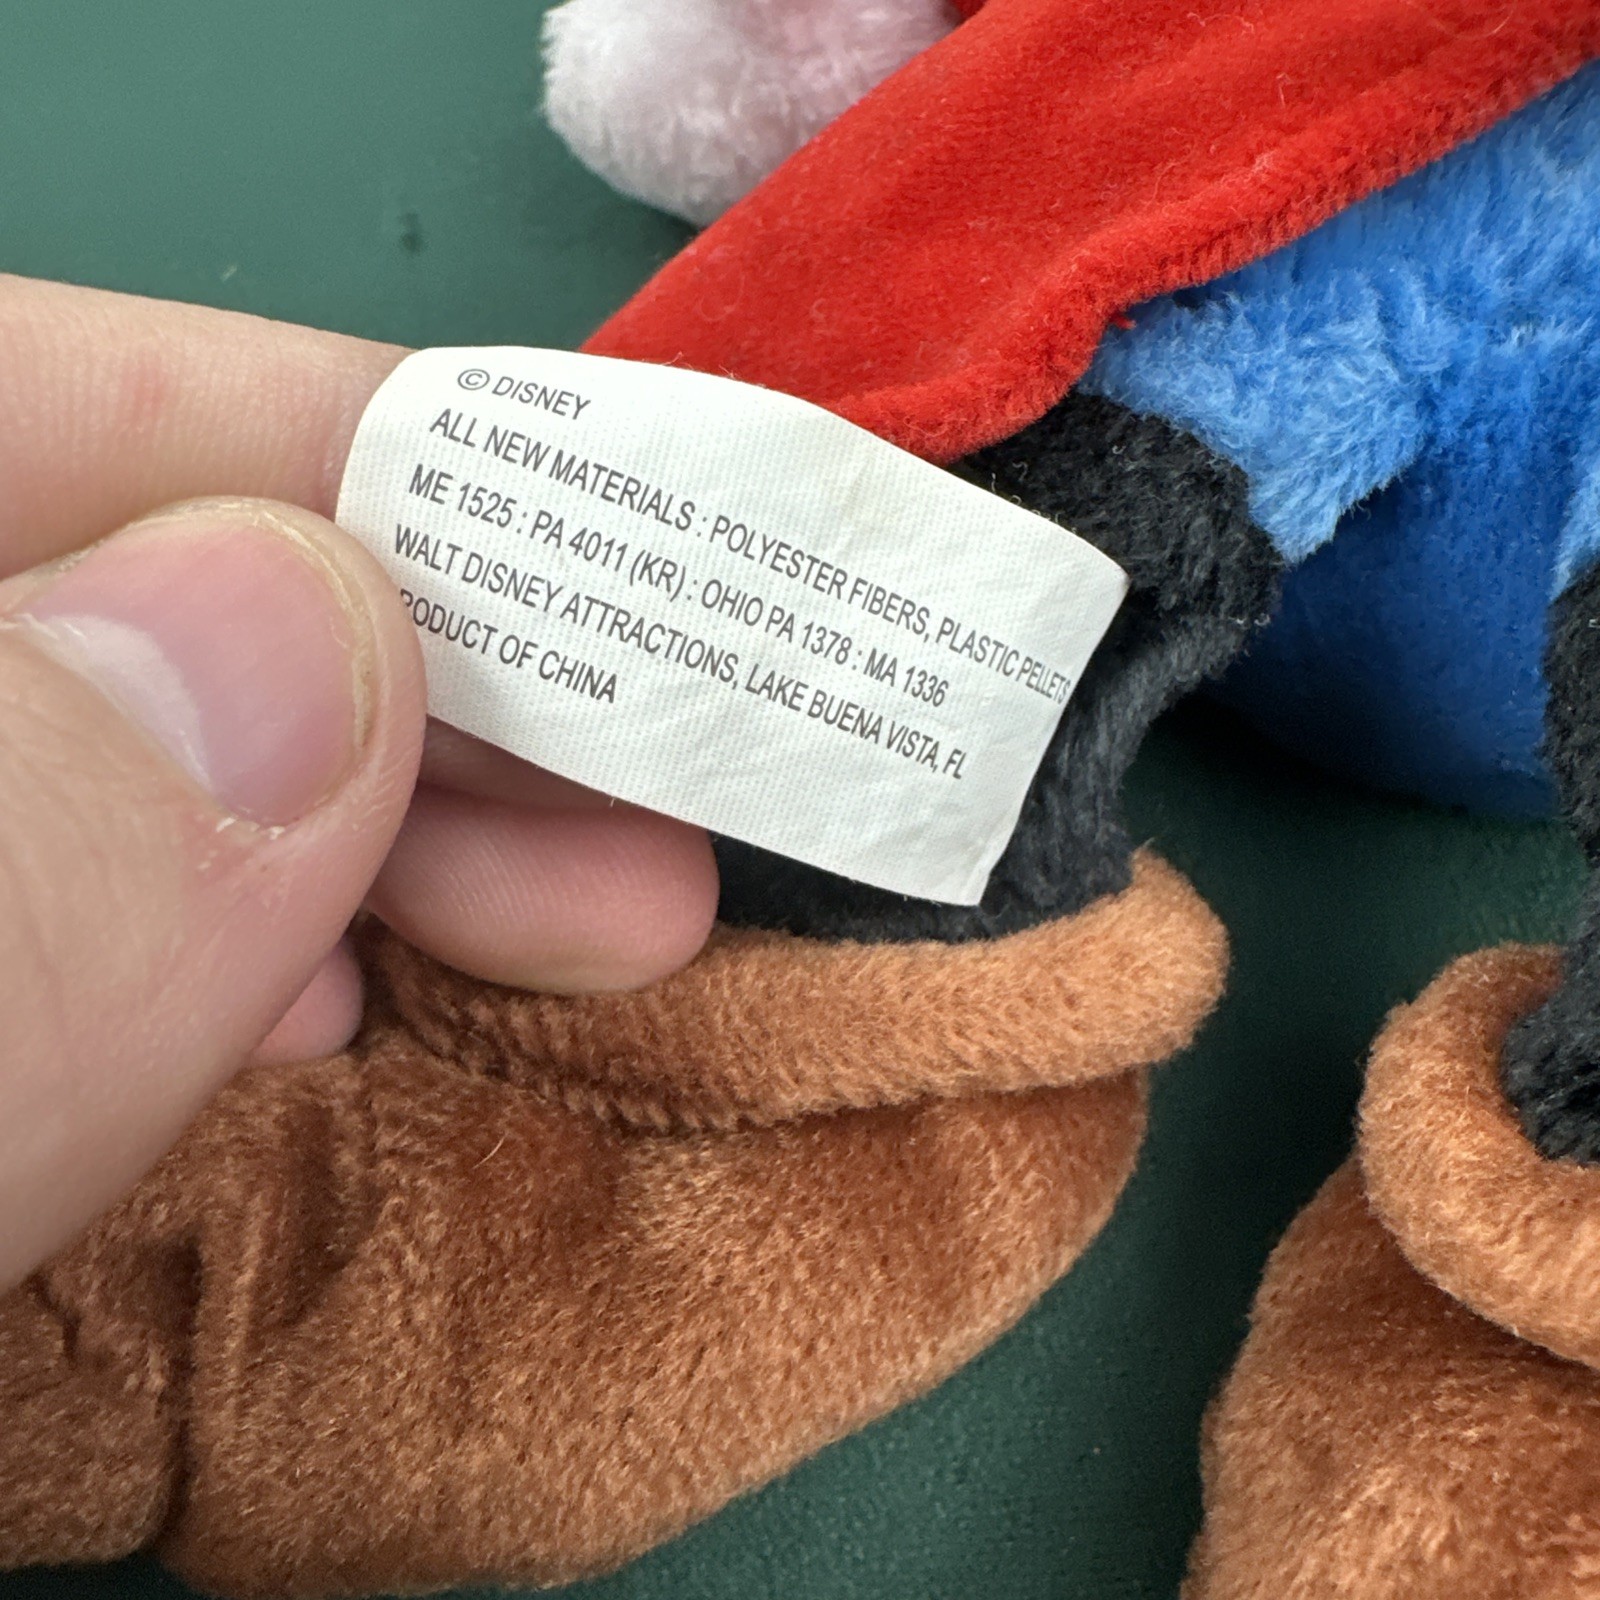 © DISNEY
ALL NEW MATERIALS : POLYESTER FIBERS, PLASTIC PELLETS
ME 1525 : PA 4011 (KR) : OHIO PA 1378 : MA 1336
WALT DISNEY ATTRACTIONS, LAKE BUENA VISTA, FL
PRODUCT OF CHINA